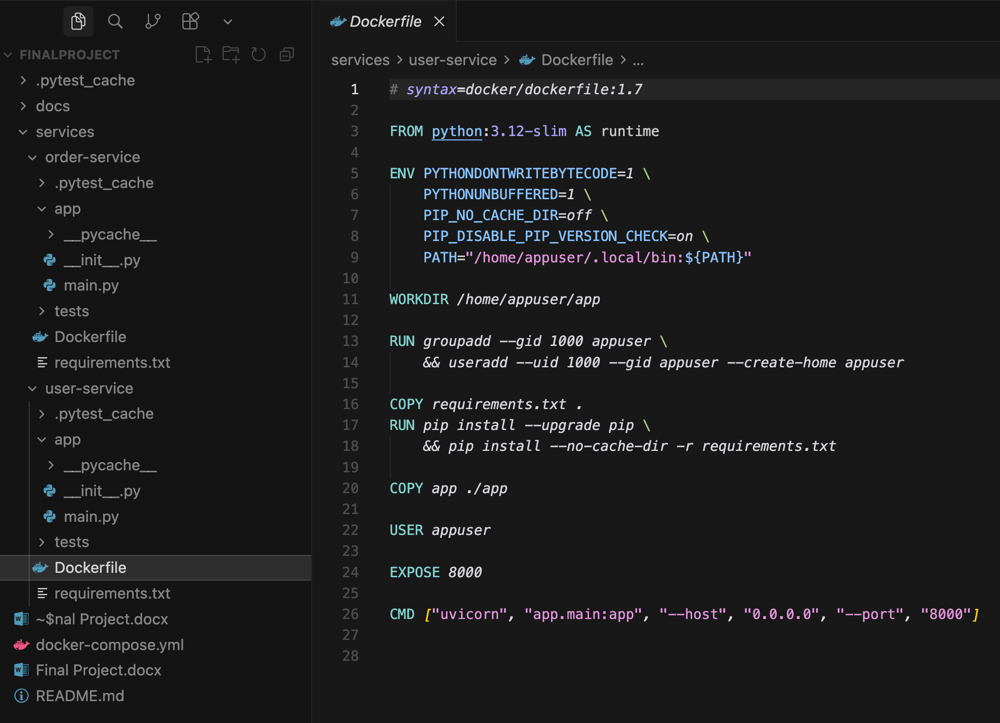 FINALPROJECT
.pytest_cache
docs
services
order-service
.pytest_cache
app
__pycache__
__init__.py
main.py
tests
Dockerfile
requirements.txt
user-service
.pytest_cache
app
__pycache__
__init__.py
main.py
tests
Dockerfile
requirements.txt
~$nal Project.docx
docker-compose.yml
Final Project.docx
README.md
Dockerfile
services > user-service > Dockerfile > ...
1 # syntax=docker/dockerfile:1.7
2
3 FROM python:3.12-slim AS runtime
4
5 ENV PYTHONDONTWRITEBYTECODE=1 \
6     PYTHONUNBUFFERED=1 \
7     PIP_NO_CACHE_DIR=off \
8     PIP_DISABLE_PIP_VERSION_CHECK=on \
9     PATH="/home/appuser/.local/bin:${PATH}"
10
11 WORKDIR /home/appuser/app
12
13 RUN groupadd --gid 1000 appuser \
14     && useradd --uid 1000 --gid appuser --create-home appuser
15
16 COPY requirements.txt .
17 RUN pip install --upgrade pip \
18     && pip install --no-cache-dir -r requirements.txt
19
20 COPY app ./app
21
22 USER appuser
23
24 EXPOSE 8000
25
26 CMD ["uvicorn", "app.main:app", "--host", "0.0.0.0", "--port", "8000"]
27
28